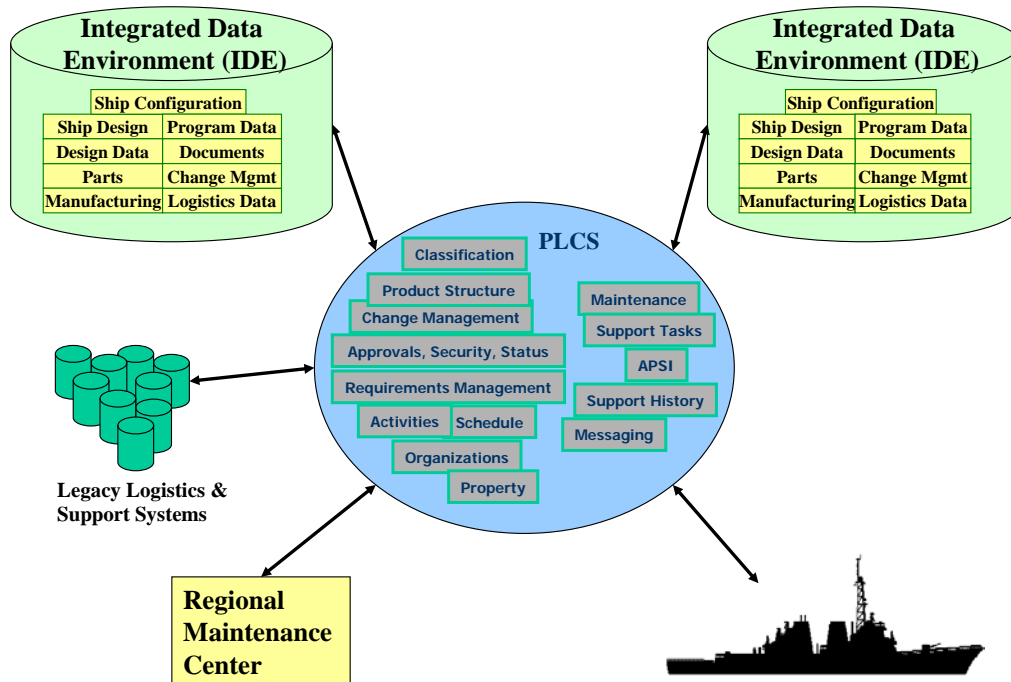 Integrated Data
Environment (IDE)
Ship Configuration
Ship Design Program Data
Design Data Documents
Parts Change Mgmt
Manufacturing Logistics Data
Integrated Data
Environment (IDE)
Ship Configuration
Ship Design Program Data
Design Data Documents
Parts Change Mgmt
Manufacturing Logistics Data
PLCS
Classification
Product Structure
Change Management
Approvals, Security, Status
Requirements Management
Activities Schedule
Organizations
Property
Maintenance
Support Tasks
APSI
Support History
Messaging
Legacy Logistics &
Support Systems
Regional
Maintenance
Center